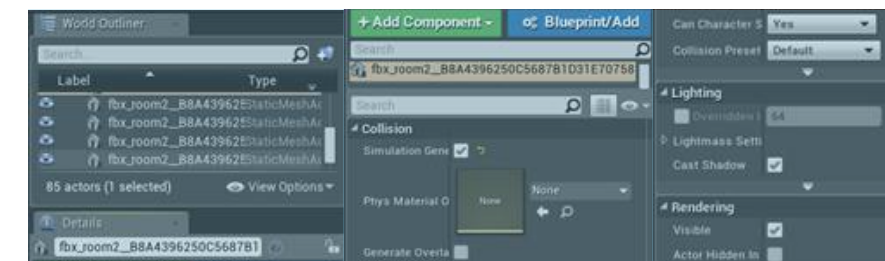 World Outliner
Search
Label Type
fbx_room2__B8A43962 StaticMeshAc
fbx_room2__B8A43962 StaticMeshAc
fbx_room2__B8A43962 StaticMeshAc
fbx_room2__B8A43962 StaticMeshAc
85 actors (1 selected) View Options
Details
fbx_room2__B8A4396250C5687B1
+ Add Component Blueprint/Add
Search
fbx_room2__B8A4396250C5687B1D31E70758
Search
Collision
Simulation Gene
Phys Material O None None
Generate Overla
Can Character S Yes
Collision Preset Default
Lighting
Overridden 64
Lightmass Setti
Cast Shadow
Rendering
Visible
Actor Hidden In